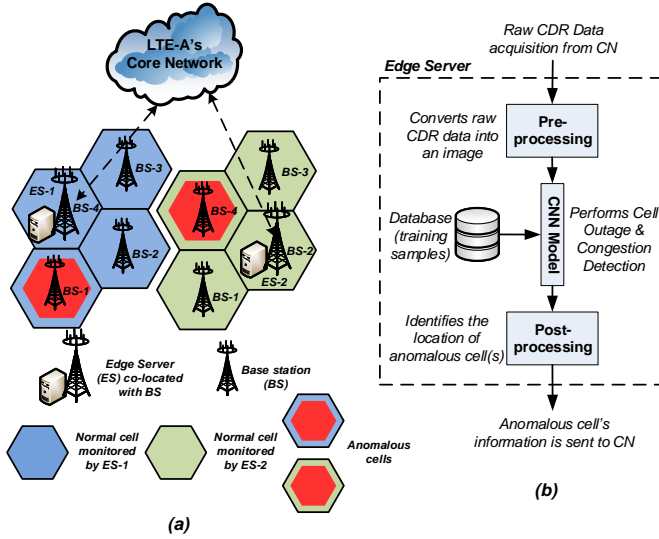 LTE-A's
Core Network
BS-3
ES-1
BS-4
BS-2
BS-1
BS-3
BS-4
BS-2
ES-2
BS-1
Edge Server
(ES) co-located
with BS
Base station
(BS)
Normal cell
monitored
by ES-1
Normal cell
monitored
by ES-2
Anomalous
cells
(a)
Raw CDR Data
acquisition from CN
Edge Server
Converts raw
CDR data into
an image
Pre-
processing
Database
(training
samples)
CNN Model
Performs Cell
Outage &
Congestion
Detection
Identifies the
location of
anomalous cell(s)
Post-
processing
Anomalous cell's
information is sent to CN
(b)